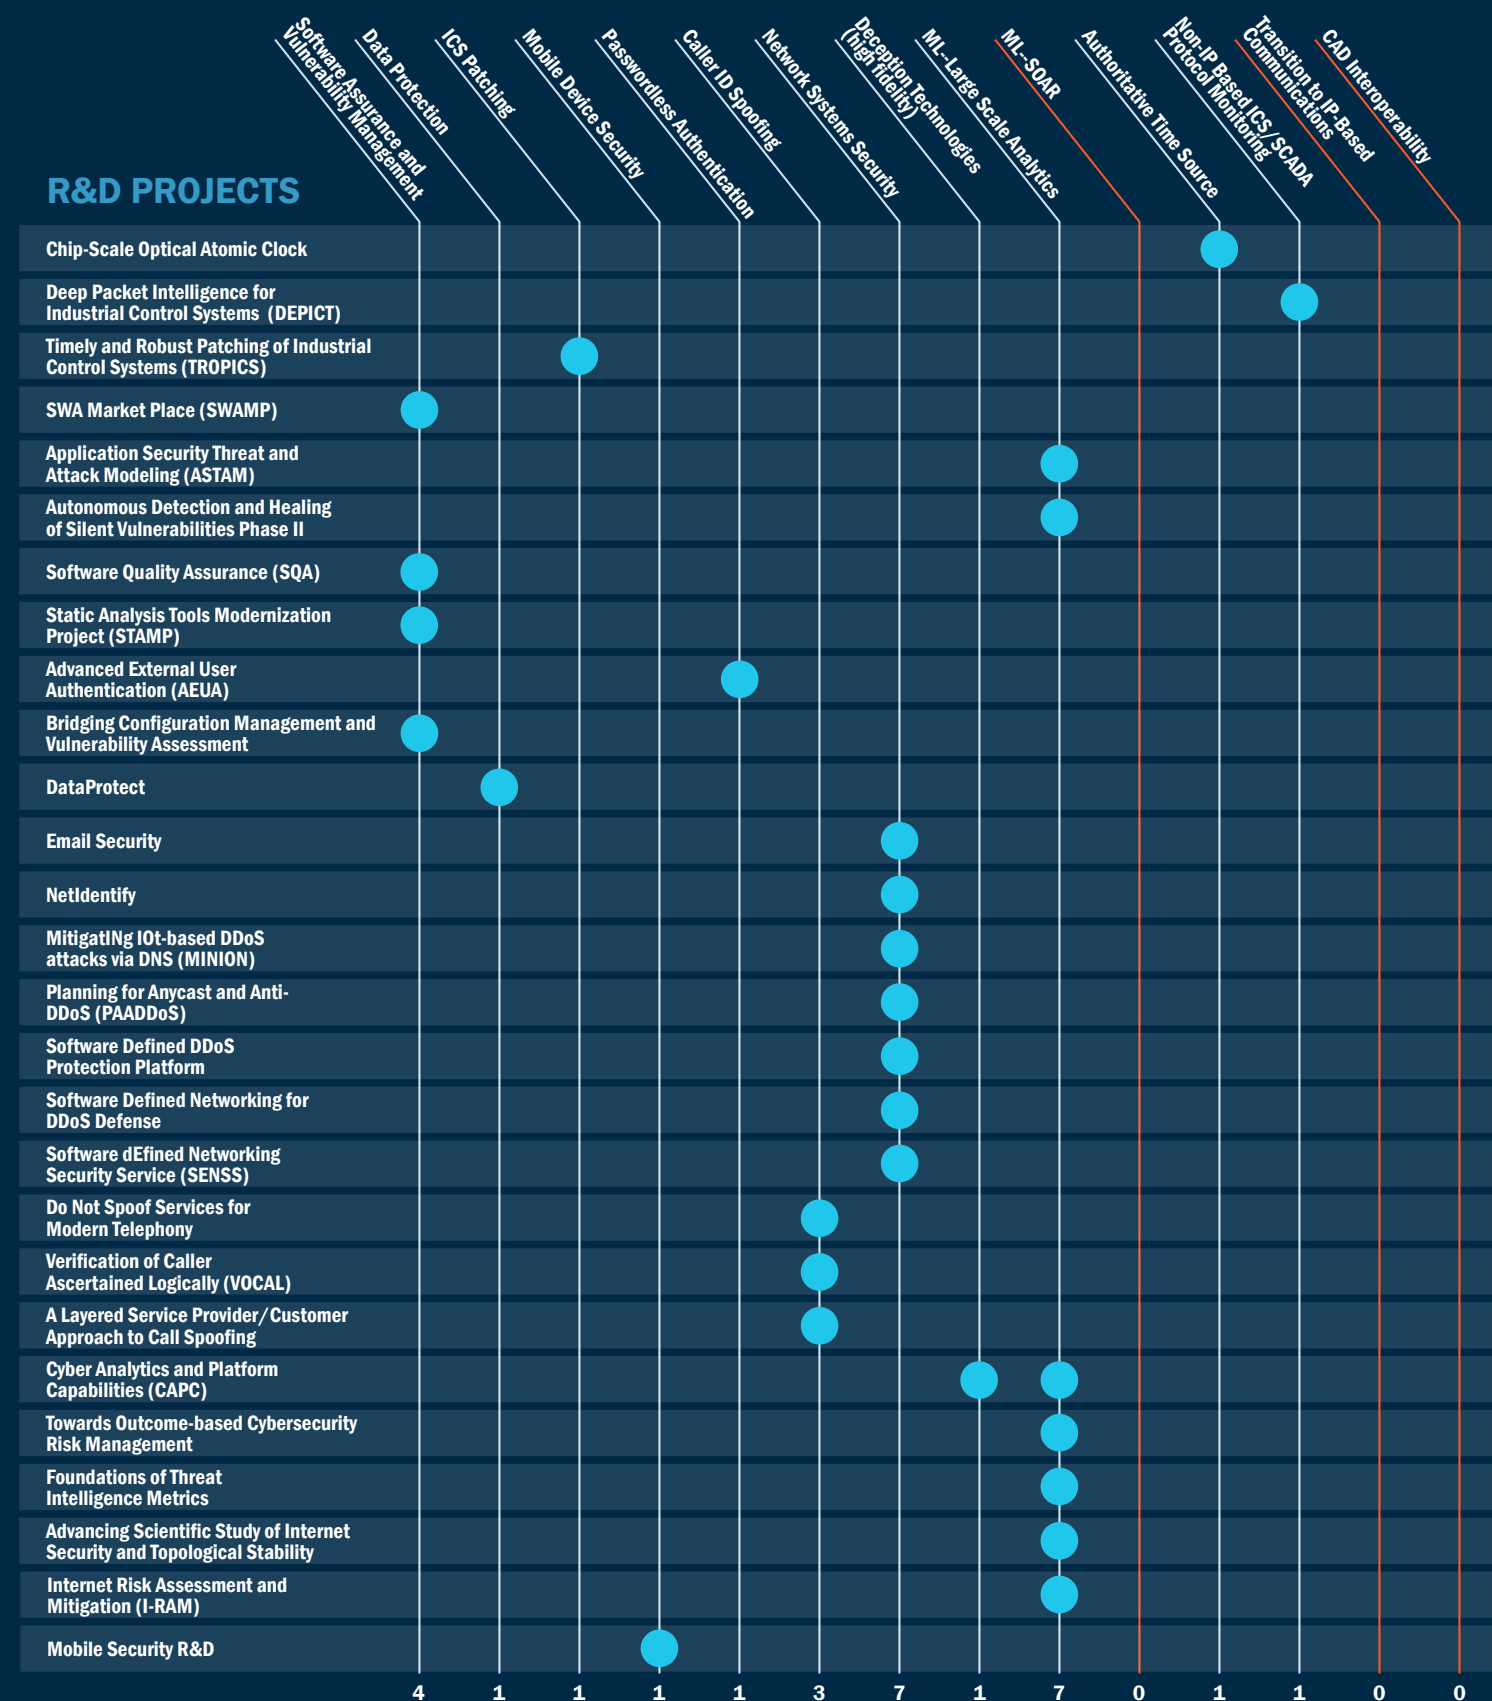 Software Assurance and
Vulnerability Management
Data Protection
ICS Patching
Mobile Device Security
Passwordless Authentication
Caller ID Spoofing
Network Systems Security
Deception Technologies
(high fidelity)
ML--Large Scale Analytics
ML--SOAR
Authoritative Time Source
Non-IP Based ICS/SCADA
Protocol Monitoring
Transition to IP-Based
Communications
CAD Interoperability
R&D PROJECTS
Chip-Scale Optical Atomic Clock
Deep Packet Intelligence for
Industrial Control Systems (DEPICT)
Timely and Robust Patching of Industrial
Control Systems (TROPICS)
SWA Market Place (SWAMP)
Application Security Threat and
Attack Modeling (ASTAM)
Autonomous Detection and Healing
of Silent Vulnerabilities Phase II
Software Quality Assurance (SQA)
Static Analysis Tools Modernization
Project (STAMP)
Advanced External User
Authentication (AEUA)
Bridging Configuration Management and
Vulnerability Assessment
DataProtect
Email Security
NetIdentify
MitigatINg IOt-based DDoS
attacks via DNS (MINION)
Planning for Anycast and Anti-
DDoS (PAADDoS)
Software Defined DDoS
Protection Platform
Software Defined Networking for
DDoS Defense
Software dEfined Networking
Security Service (SENSS)
Do Not Spoof Services for
Modern Telephony
Verification of Caller
Ascertained Logically (VOCAL)
A Layered Service Provider/Customer
Approach to Call Spoofing
Cyber Analytics and Platform
Capabilities (CAPC)
Towards Outcome-based Cybersecurity
Risk Management
Foundations of Threat
Intelligence Metrics
Advancing Scientific Study of Internet
Security and Topological Stability
Internet Risk Assessment and
Mitigation (I-RAM)
Mobile Security R&D
4 1 1 1 1 3 7 1 7 0 1 1 0 0